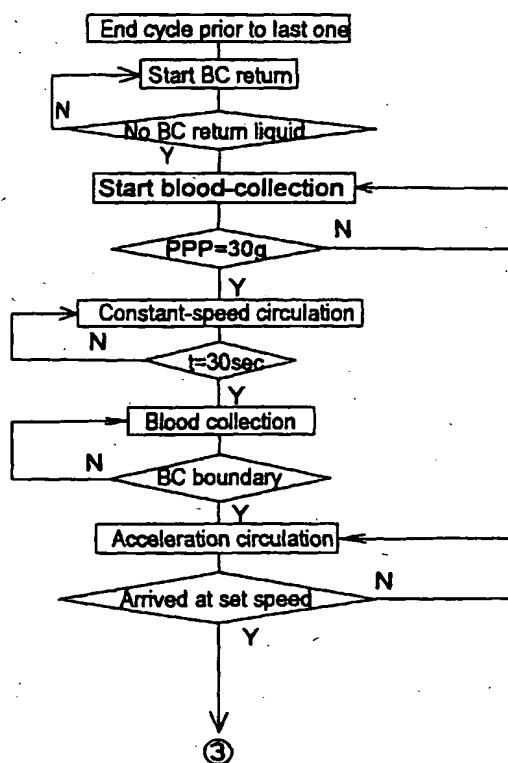 End cycle prior to last one
Start BC return
N
No BC return liquid
Y
Start blood-collection
N
PPP=30g
Y
Constant-speed circulation
N
t=30sec
Y
Blood collection
N
BC boundary
Y
Acceleration circulation
N
Arrived at set speed
Y
③